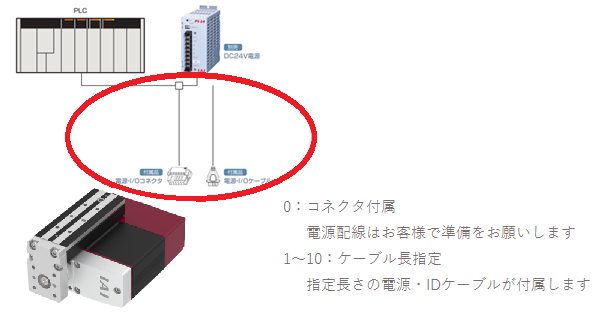 PLC
PS-24
別売
DC24V電源
付属品
電源・I/Oコネクタ
付属品
電源・I/Oケーブル
IAI
0：コネクタ付属
電源配線はお客様で準備をお願いします
1～10：ケーブル長指定
指定長さの電源・IDケーブルが付属します